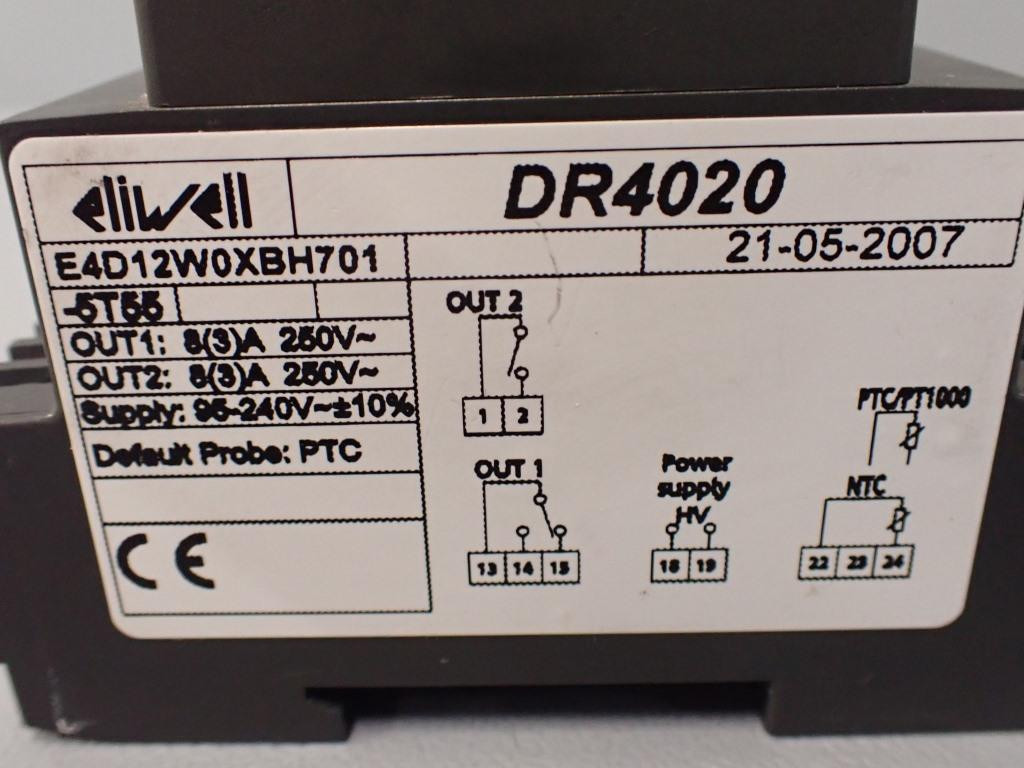 eliwell
DR4020
E4D12W0XBH701
21-05-2007
-5T55
OUT1: 8(3)A 250V~
OUT2: 8(3)A 250V~
Supply: 95-240V~±10%
Default Probe: PTC
CE
OUT 2
1 2
OUT 1
13 14 15
Power
supply
HV
18 19
PTC/PT1000
NTC
22 23 24